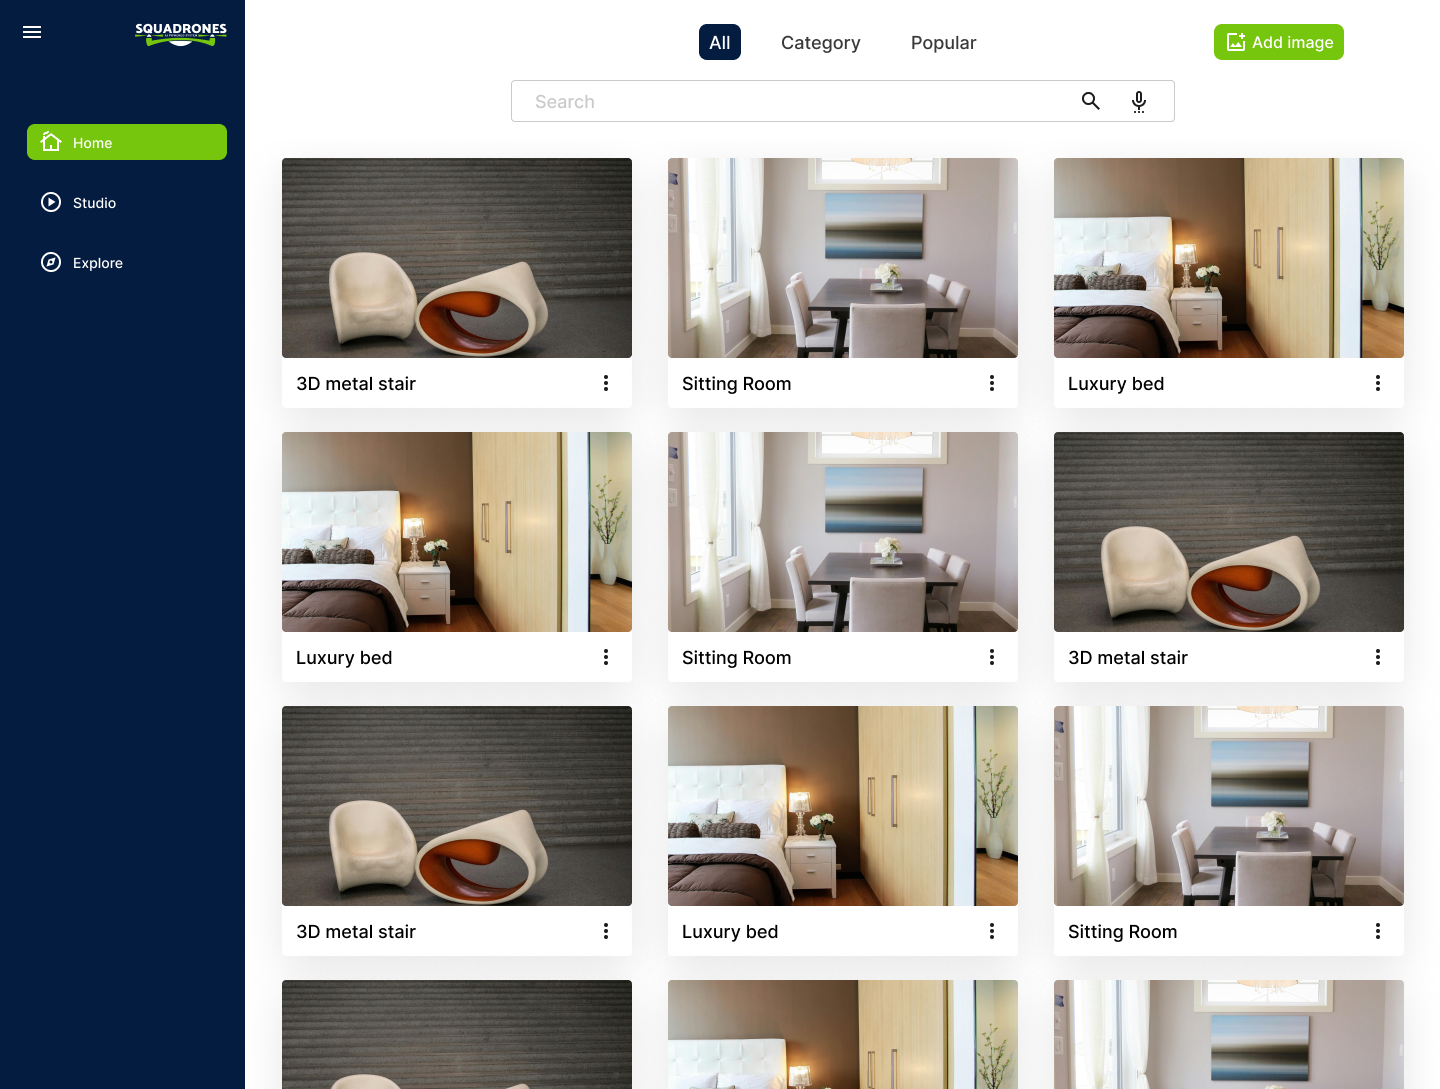 SQUADRONES
All
Category
Popular
Add image
Search
Home
Studio
Explore
3D metal stair
Sitting Room
Luxury bed
Luxury bed
Sitting Room
3D metal stair
3D metal stair
Luxury bed
Sitting Room